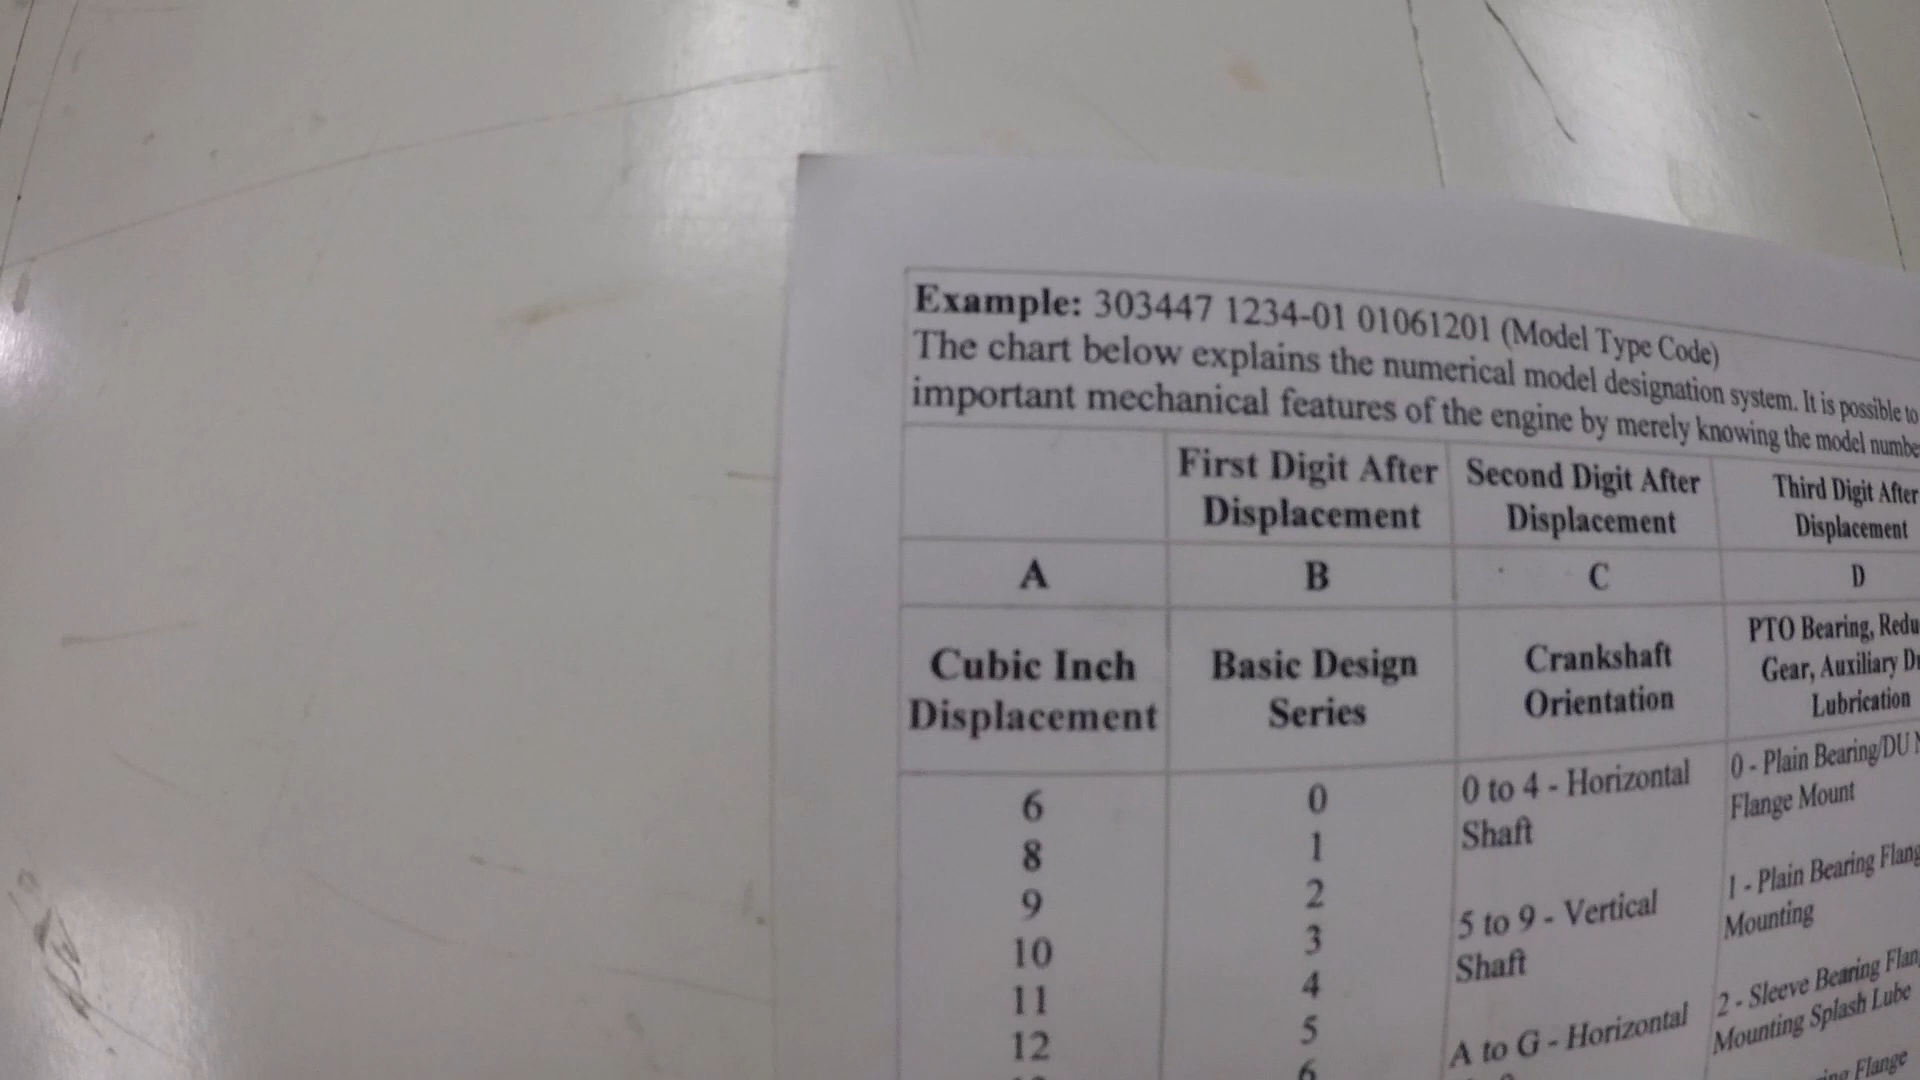 Example: 303447 1234-01 01061201 (Model Type Code)
The chart below explains the numerical model designation system. It is possible to
important mechanical features of the engine by merely knowing the model
First Digit After
Displacement
Second Digit After
Displacement
Third Digit After
Displacement
A
B
C
D
Cubic Inch
Displacement
Basic Design
Series
Crankshaft
Orientation
PTO Bearing,
Gear, Auxiliary
Lubrication
6
8
9
10
11
12
0
1
2
3
4
5
6
0 to 4 - Horizontal
Shaft
5 to 9 - Vertical
Shaft
A to G - Horizontal
0 - Plain Bearing/DU
Flange Mount
1 - Plain Bearing
Mounting
2 - Sleeve Bearing
Mounting Splash Lube
Flange